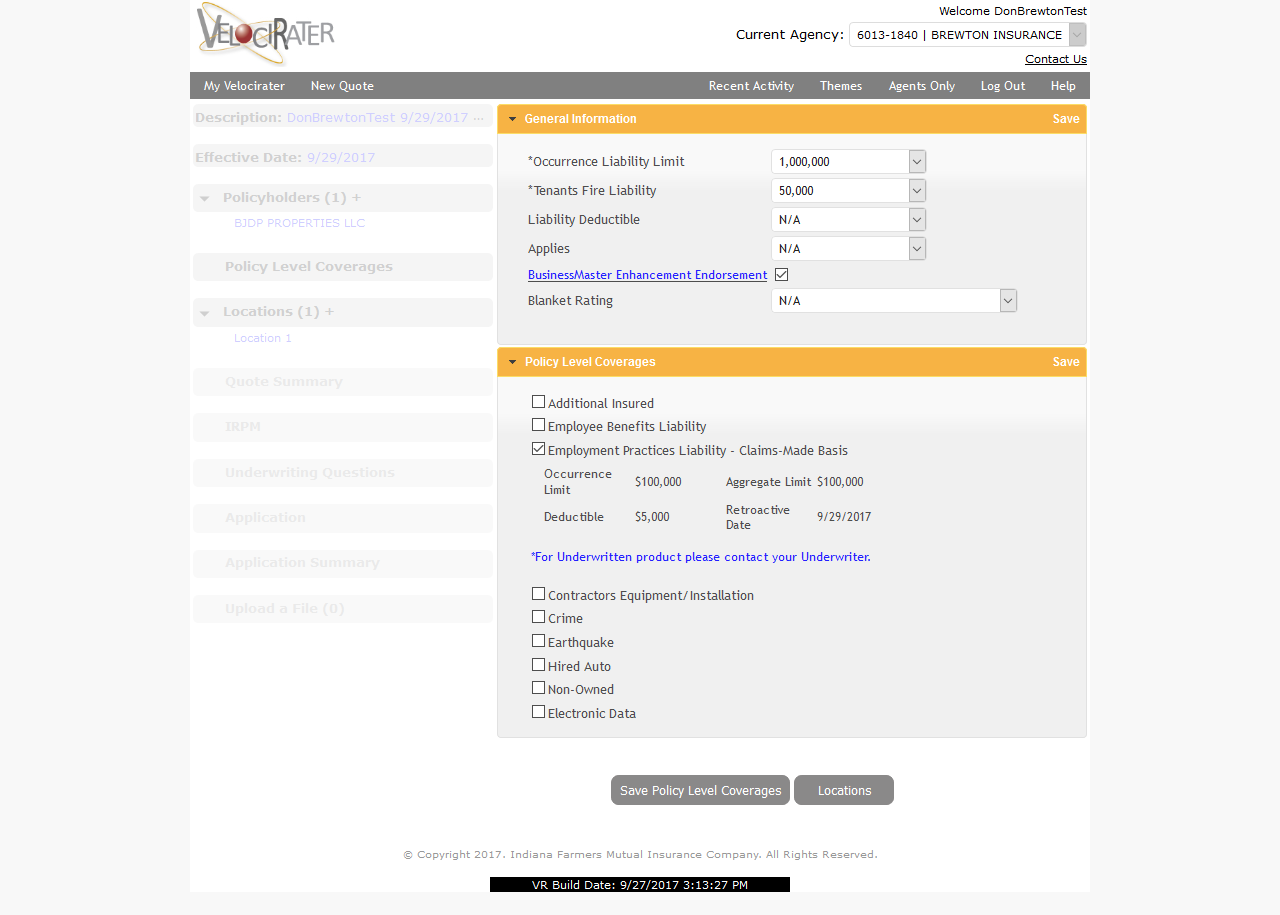 VELOCIRATER
Welcome DonBrewtonTest
Current Agency: 6013-1840 | BREWTON INSURANCE
Contact Us
My Velocirater New Quote Recent Activity Themes Agents Only Log Out Help
Description: DonBrewtonTest 9/29/2017 ...
Effective Date: 9/29/2017
Policyholders (1) +
BJDP PROPERTIES LLC
Policy Level Coverages
Locations (1) +
Location 1
Quote Summary
IRPM
Underwriting Questions
Application
Application Summary
Upload a File (0)
General Information Save
*Occurrence Liability Limit 1,000,000
*Tenants Fire Liability 50,000
Liability Deductible N/A
Applies N/A
BusinessMaster Enhancement Endorsement
Blanket Rating N/A
Policy Level Coverages Save
Additional Insured
Employee Benefits Liability
Employment Practices Liability - Claims-Made Basis
Occurrence Limit $100,000 Aggregate Limit $100,000
Deductible $5,000 Retroactive Date 9/29/2017
*For Underwritten product please contact your Underwriter.
Contractors Equipment/Installation
Crime
Earthquake
Hired Auto
Non-Owned
Electronic Data
Save Policy Level Coverages Locations
© Copyright 2017. Indiana Farmers Mutual Insurance Company. All Rights Reserved.
VR Build Date: 9/27/2017 3:13:27 PM